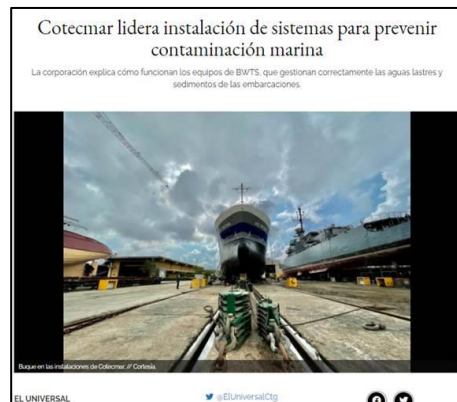 Cotecmar lidera instalación de sistemas para prevenir
contaminación marina
La corporación explica cómo funcionan los equipos de BWTS, que gestionan correctamente las aguas lastres y
sedimentos de las embarcaciones.
Buque en las instalaciones de Cotecmar. // Cortesía.
EL UNIVERSAL
@ElUniversalCtg